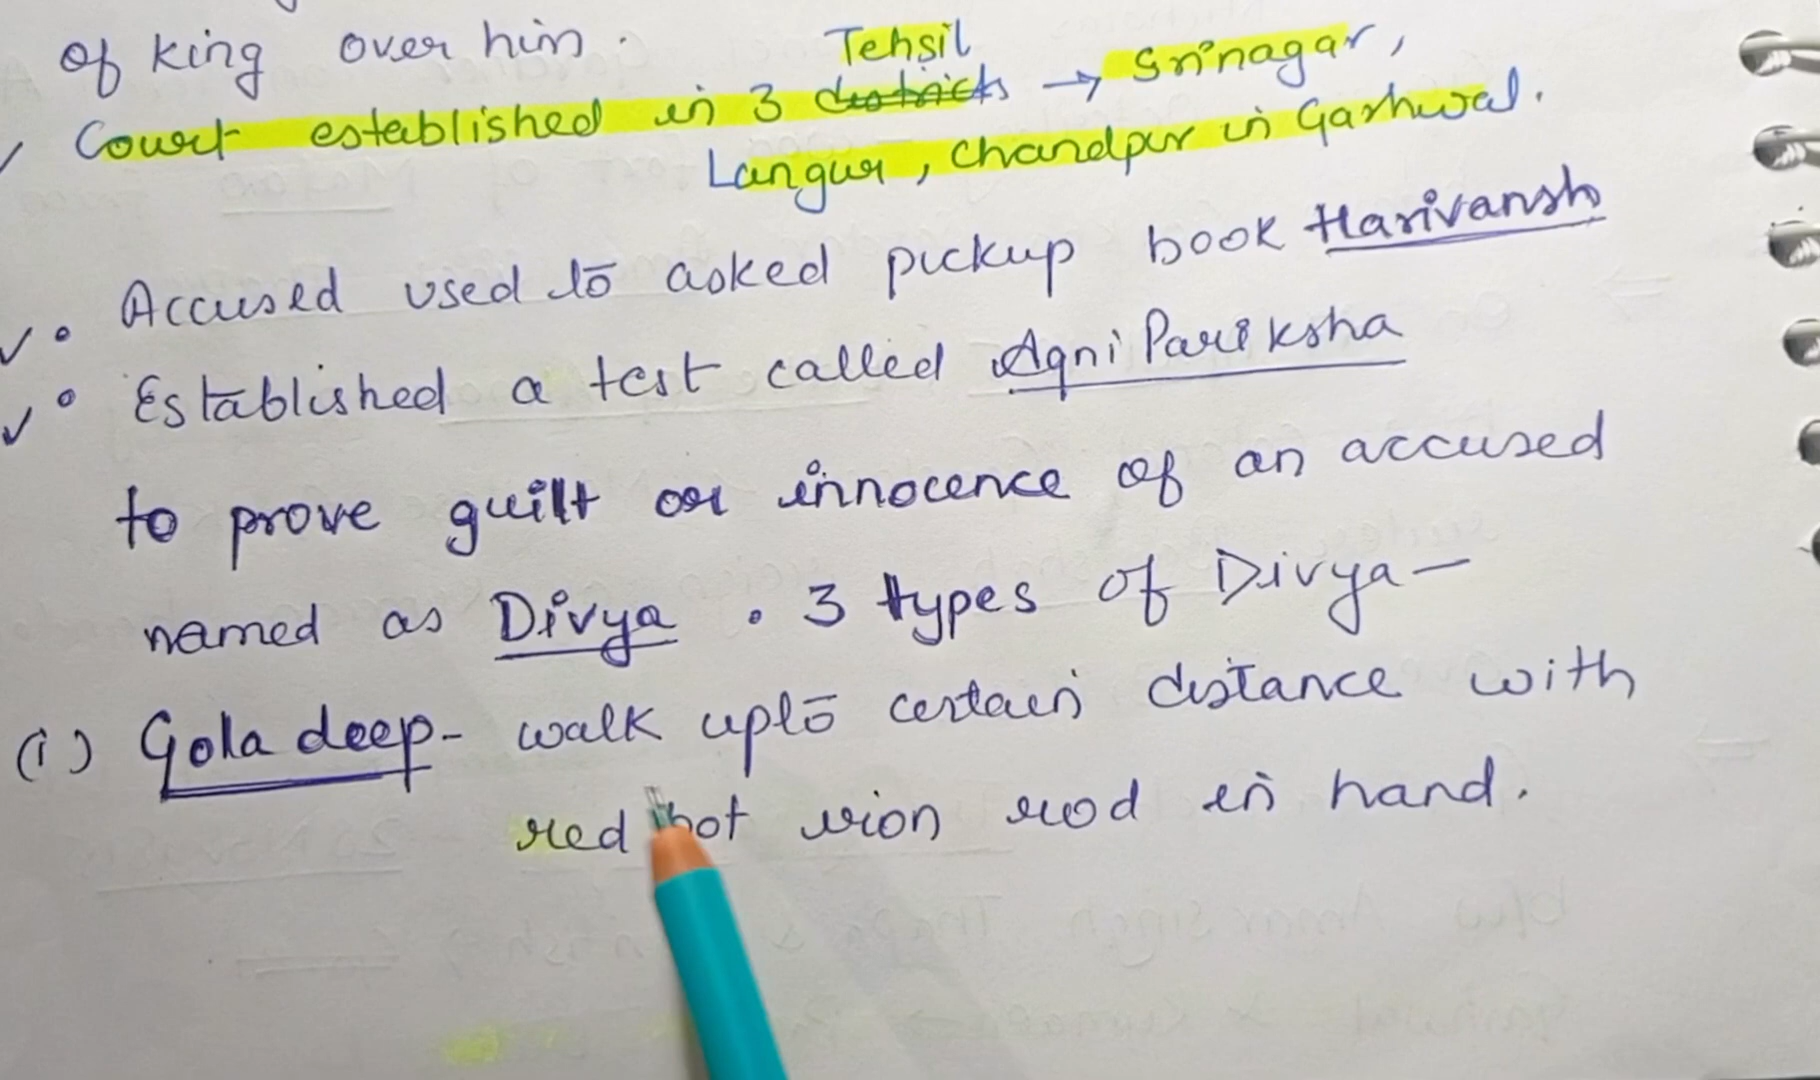 of king over him.
Tehsil
Court established in 3 districts → Srinagar,
Langur, Chandpur in Garhwal.
• Accused used to asked pickup book Harivansh
• Established a test called Agni Pariksha
to prove guilt or innocence of an accused
named as Divya. 3 types of Divya -
(i) Gola deep - walk upto certain distance with
red hot iron rod in hand.